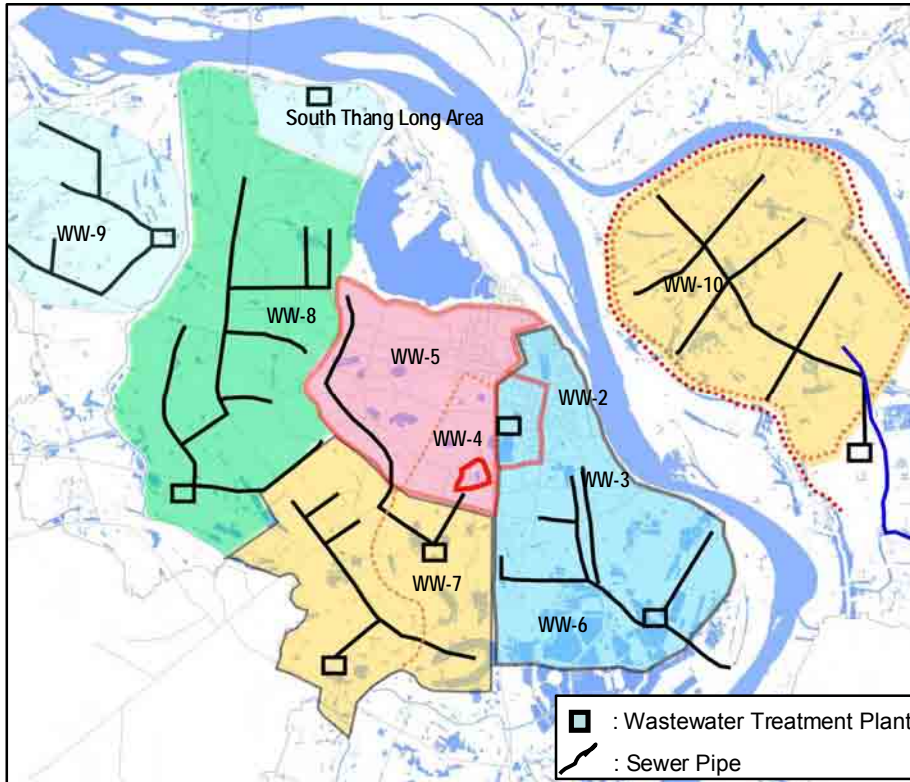 South Thang Long Area
WW-9
WW-10
WW-8
WW-5
WW-2
WW-4
WW-3
WW-7
WW-6
: Wastewater Treatment Plant
: Sewer Pipe